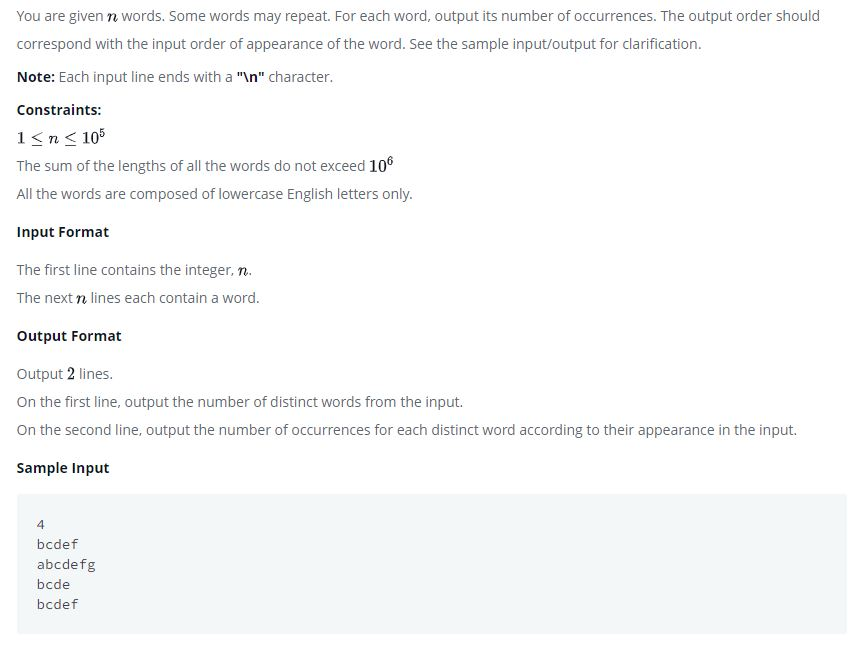 You are given n words. Some words may repeat. For each word, output its number of occurrences. The output order should
correspond with the input order of appearance of the word. See the sample input/output for clarification.
Note: Each input line ends with a "\n" character.
Constraints:
1 ≤ n ≤ 10⁵
The sum of the lengths of all the words do not exceed 10⁶
All the words are composed of lowercase English letters only.
Input Format
The first line contains the integer, n.
The next n lines each contain a word.
Output Format
Output 2 lines.
On the first line, output the number of distinct words from the input.
On the second line, output the number of occurrences for each distinct word according to their appearance in the input.
Sample Input
4
bcdef
abcdefg
bcde
bcdef